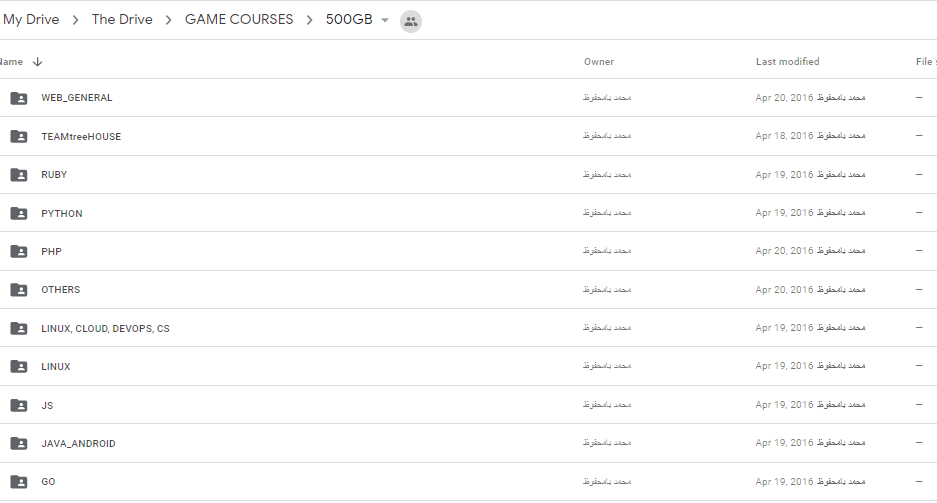 My Drive > The Drive > GAME COURSES > 500GB
Name Owner Last modified File
WEB_GENERAL محمد بامحفوظ Apr 20, 2016 محمد بامحفوظ –
TEAMtreeHOUSE محمد بامحفوظ Apr 18, 2016 محمد بامحفوظ –
RUBY محمد بامحفوظ Apr 19, 2016 محمد بامحفوظ –
PYTHON محمد بامحفوظ Apr 19, 2016 محمد بامحفوظ –
PHP محمد بامحفوظ Apr 20, 2016 محمد بامحفوظ –
OTHERS محمد بامحفوظ Apr 20, 2016 محمد بامحفوظ –
LINUX, CLOUD, DEVOPS, CS محمد بامحفوظ Apr 19, 2016 محمد بامحفوظ –
LINUX محمد بامحفوظ Apr 19, 2016 محمد بامحفوظ –
JS محمد بامحفوظ Apr 19, 2016 محمد بامحفوظ –
JAVA_ANDROID محمد بامحفوظ Apr 19, 2016 محمد بامحفوظ –
GO محمد بامحفوظ Apr 19, 2016 محمد بامحفوظ –